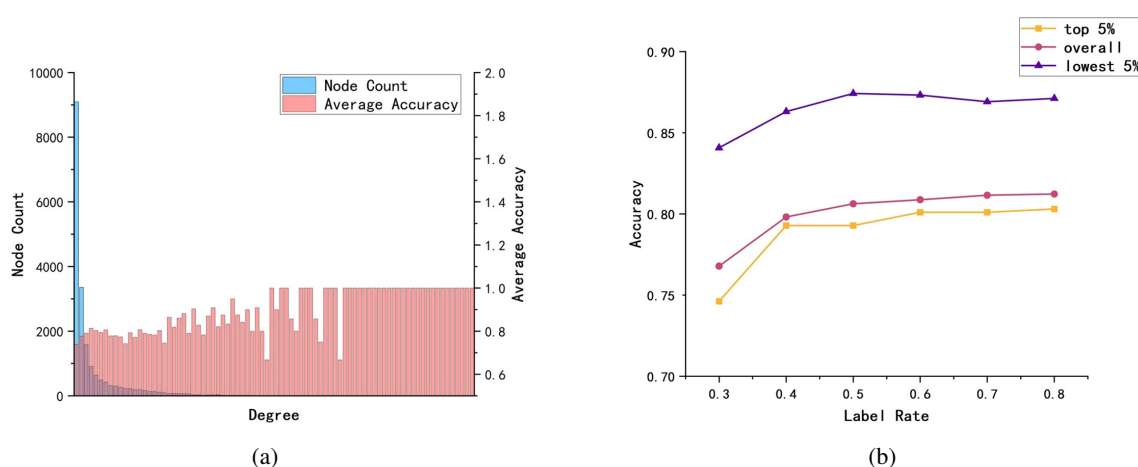 Node Count
Average Accuracy
10000
8000
6000
4000
2000
0
2.0
1.8
1.6
1.4
1.2
1.0
0.8
0.6
Node Count
Average Accuracy
Degree
(a)
top 5%
overall
lowest 5%
0.90
0.85
0.80
0.75
0.70
Accuracy
0.3 0.4 0.5 0.6 0.7 0.8
Label Rate
(b)